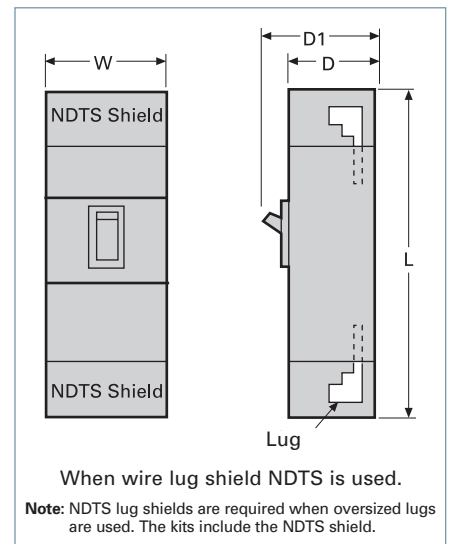 D1
W
D
NDTS Shield
NDTS Shield
L
Lug
When wire lug shield NDTS is used.
Note: NDTS lug shields are required when oversized lugs
are used. The kits include the NDTS shield.